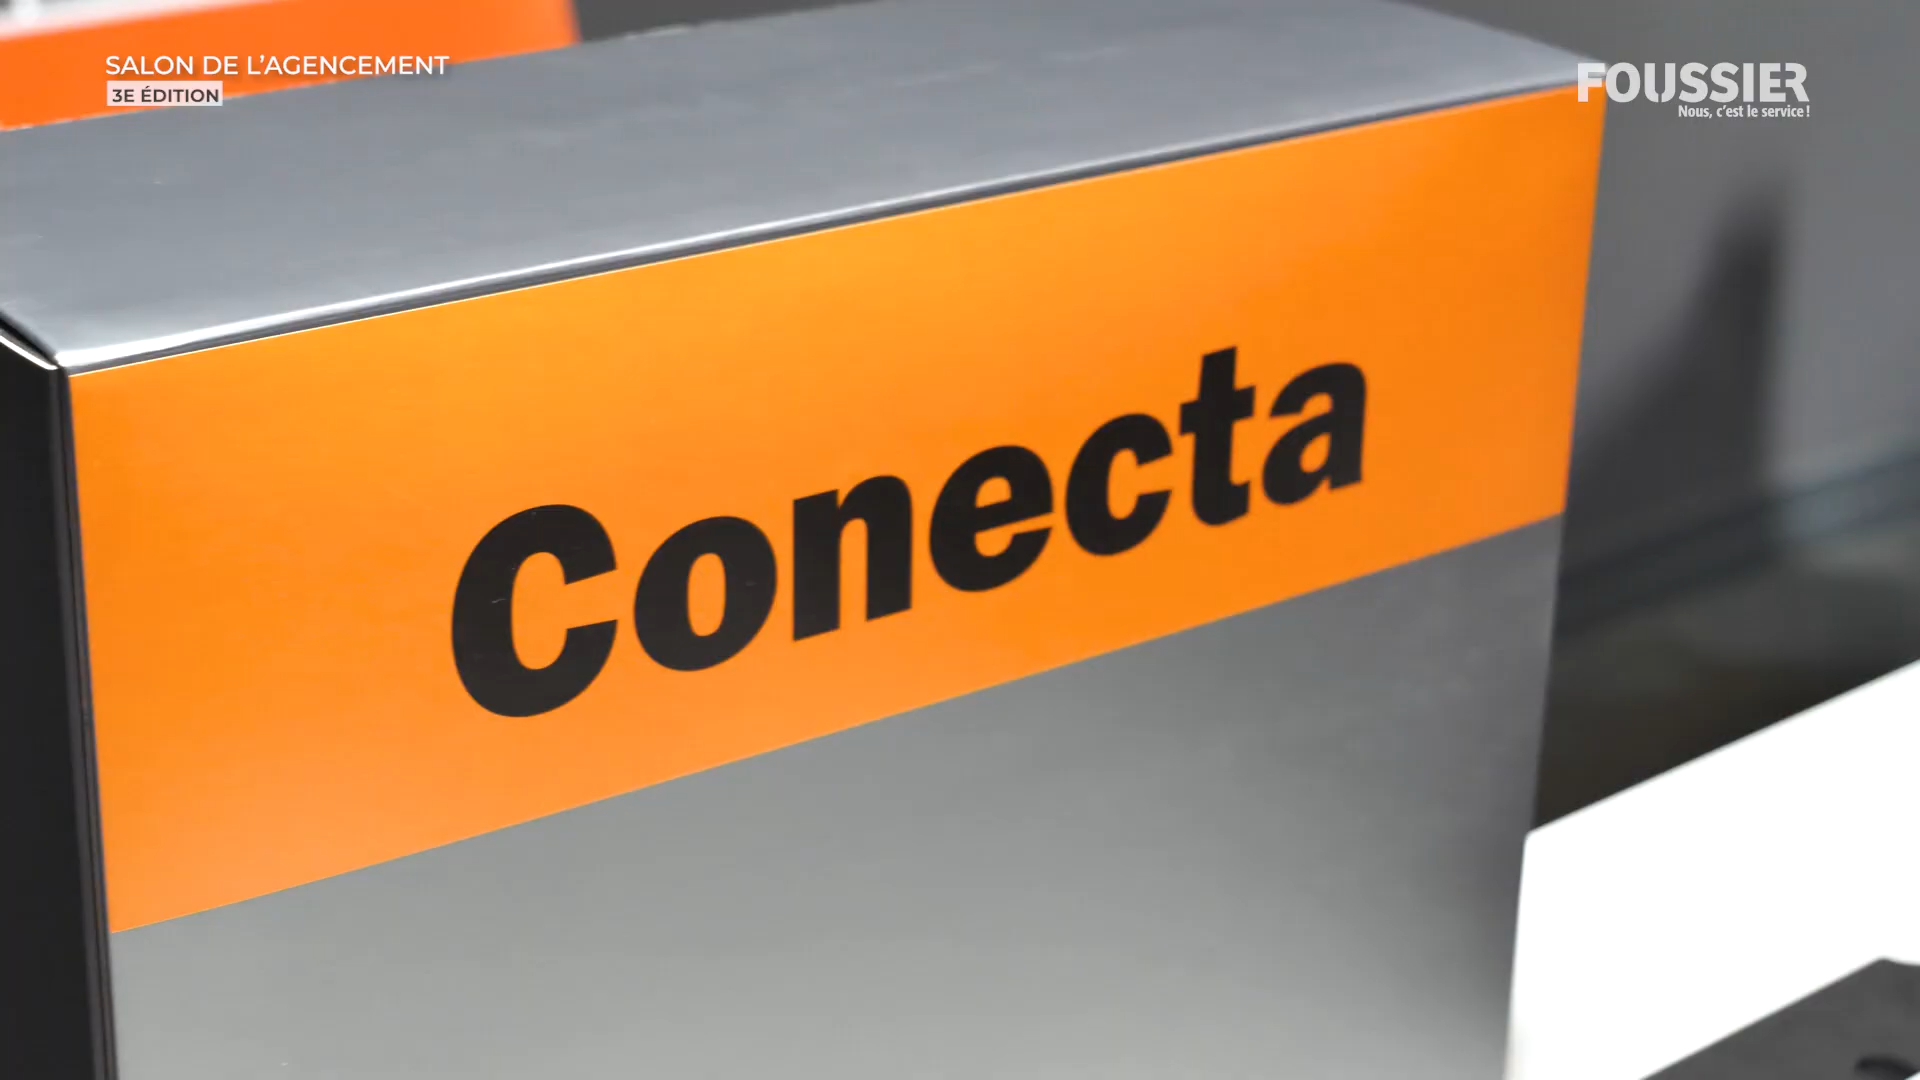 SALON DE L'AGENCEMENT
3E ÉDITION
FOUSSIER
Nous, c'est le service !
Conecta